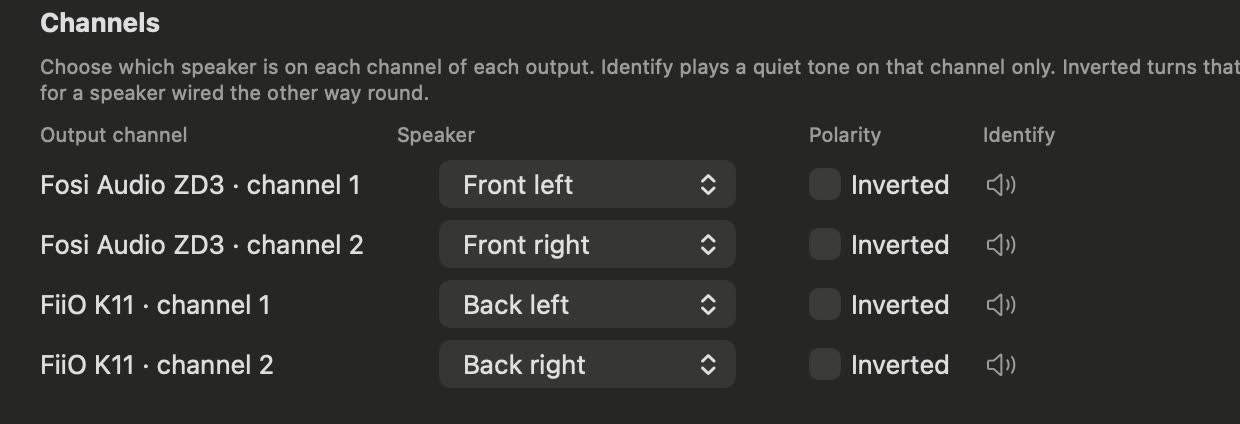 Channels
Choose which speaker is on each channel of each output. Identify plays a quiet tone on that channel only. Inverted turns that
for a speaker wired the other way round.
Output channel Speaker Polarity Identify
Fosi Audio ZD3 · channel 1 Front left Inverted
Fosi Audio ZD3 · channel 2 Front right Inverted
FiiO K11 · channel 1 Back left Inverted
FiiO K11 · channel 2 Back right Inverted